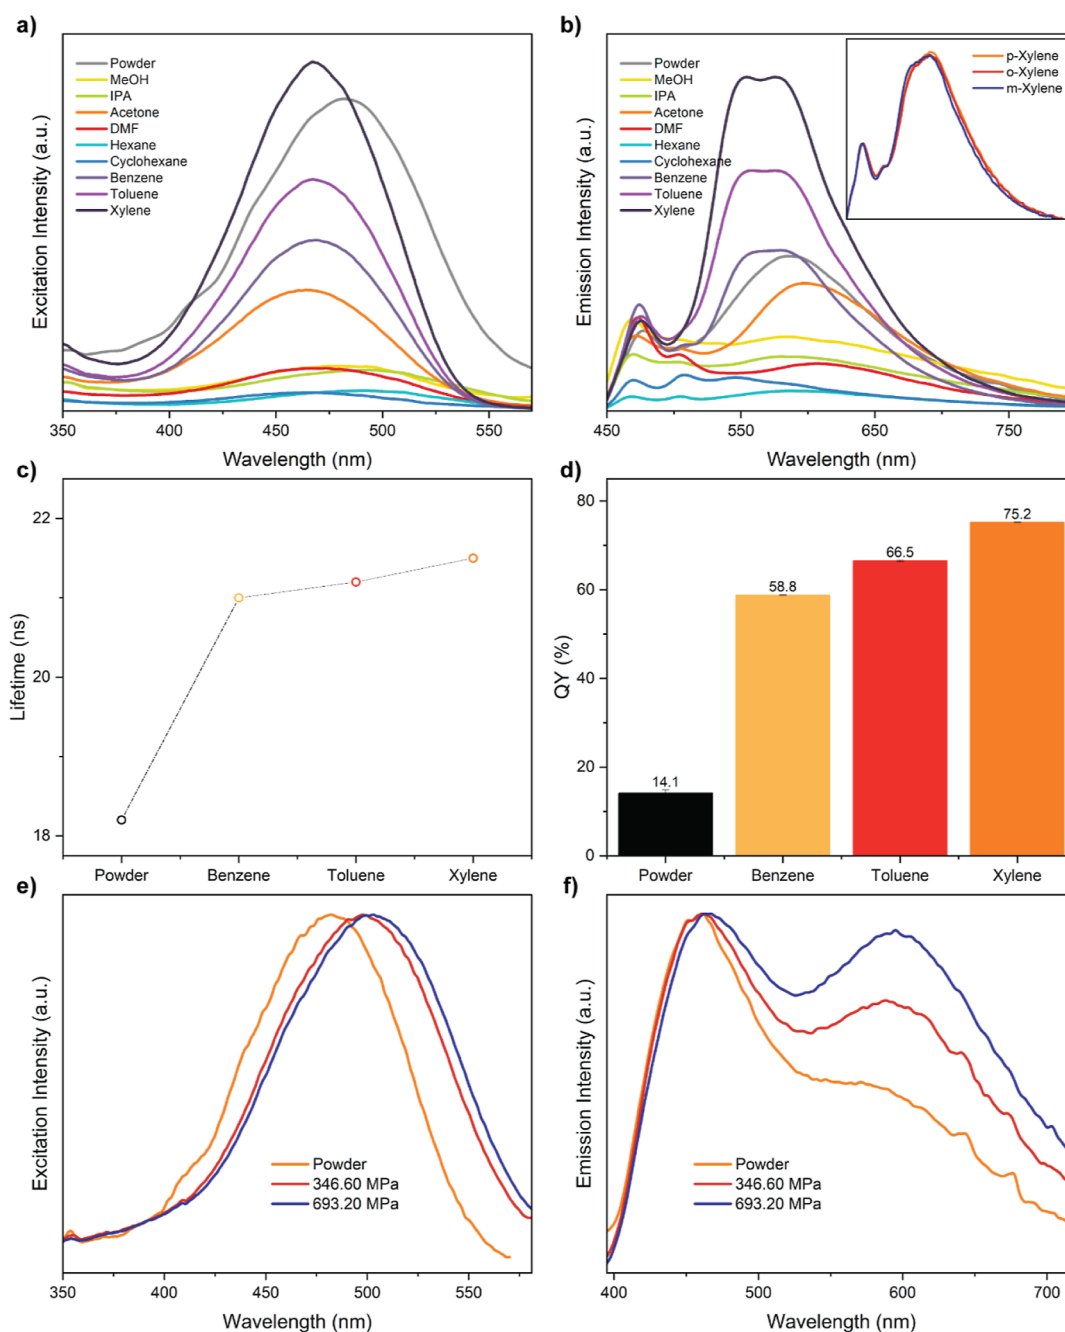 a)
Powder
MeOH
IPA
Acetone
DMF
Hexane
Cyclohexane
Benzene
Toluene
Xylene
Excitation Intensity (a.u.)
350 400 450 500 550
Wavelength (nm)
b)
Powder
MeOH
IPA
Acetone
DMF
Hexane
Cyclohexane
Benzene
Toluene
Xylene
p-Xylene
o-Xylene
m-Xylene
Emission Intensity (a.u.)
450 550 650 750
Wavelength (nm)
c)
22
20
18
Lifetime (ns)
Powder Benzene Toluene Xylene
d)
80
60
40
20
0
QY (%)
14.1
58.8
66.5
75.2
Powder Benzene Toluene Xylene
e)
Excitation Intensity (a.u.)
Powder
346.60 MPa
693.20 MPa
350 400 450 500 550
Wavelength (nm)
f)
Emission Intensity (a.u.)
Powder
346.60 MPa
693.20 MPa
400 500 600 700
Wavelength (nm)